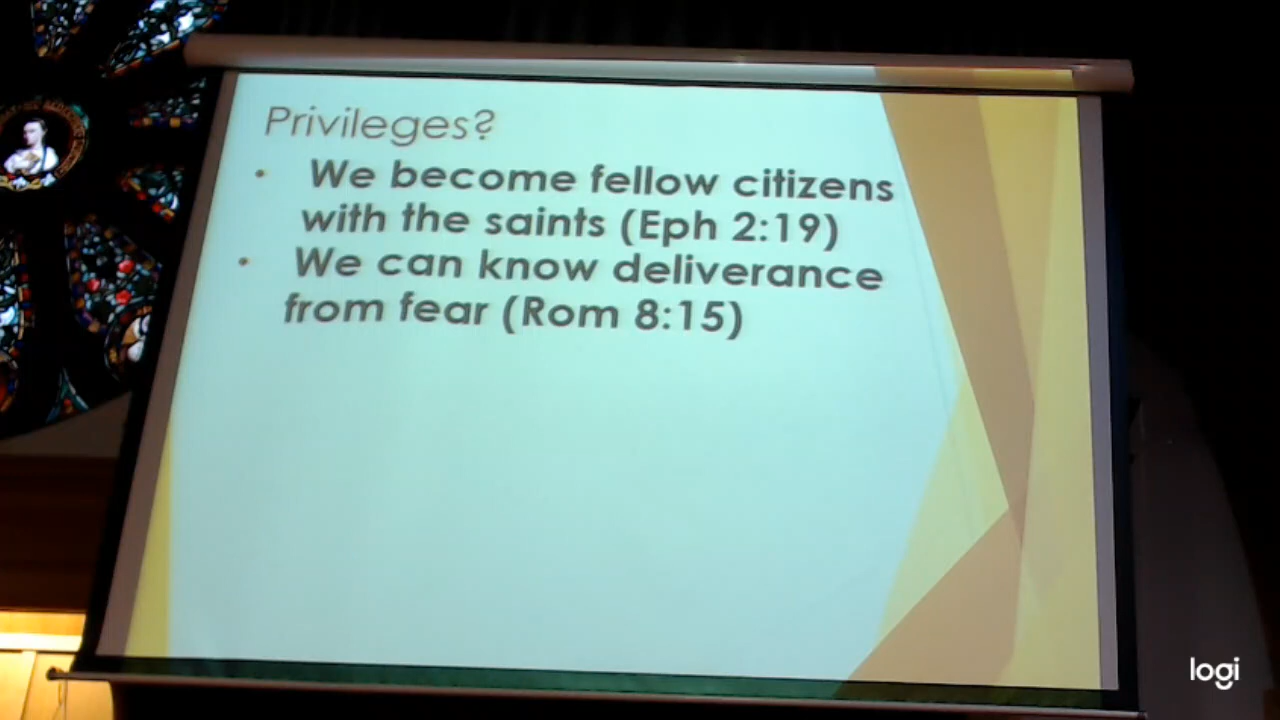 Privileges?
• We become fellow citizens
with the saints (Eph 2:19)
• We can know deliverance
from fear (Rom 8:15)
logi